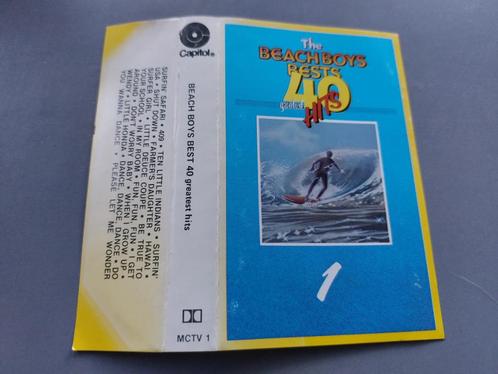 Capitol®
SURFIN' SAFARI • 409 • TEN LITTLE INDIANS • SURFIN'
USA • SHUT DOWN • FARMER'S DAUGHTER • HAWAI •
SURFER GIRL • LITTLE DEUCE COUPE • BE TRUE TO
YOUR SCHOOL • IN MY ROOM • FUN, FUN, FUN • I GET
AROUND • DON'T WORRY BABY • WHEN I GROW UP •
WENDY • LITTLE HONDA • DANCE, DANCE, DANCE • DO
YOU WANNA DANCE • PLEASE LET ME WONDER
BEACH BOYS BEST 40 greatest hits
MCTV 1
The
BEACH BOYS
BESTS
40
greatest
HITS
1